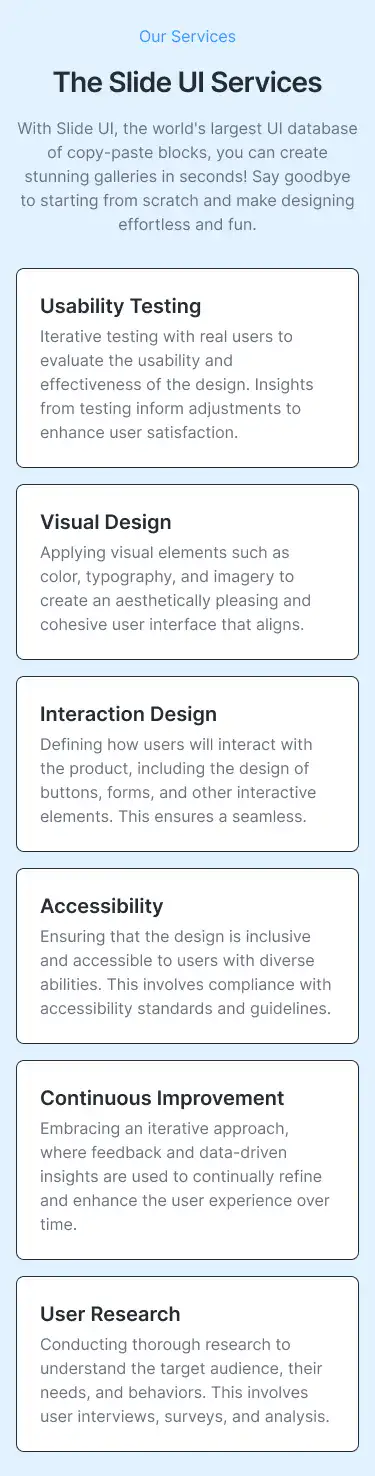 Our Services
The Slide UI Services
With Slide UI, the world's largest UI database
of copy-paste blocks, you can create
stunning galleries in seconds! Say goodbye
to starting from scratch and make designing
effortless and fun.
Usability Testing
Iterative testing with real users to
evaluate the usability and
effectiveness of the design. Insights
from testing inform adjustments to
enhance user satisfaction.
Visual Design
Applying visual elements such as
color, typography, and imagery to
create an aesthetically pleasing and
cohesive user interface that aligns.
Interaction Design
Defining how users will interact with
the product, including the design of
buttons, forms, and other interactive
elements. This ensures a seamless.
Accessibility
Ensuring that the design is inclusive
and accessible to users with diverse
abilities. This involves compliance with
accessibility standards and guidelines.
Continuous Improvement
Embracing an iterative approach,
where feedback and data-driven
insights are used to continually refine
and enhance the user experience over
time.
User Research
Conducting thorough research to
understand the target audience, their
needs, and behaviors. This involves
user interviews, surveys, and analysis.